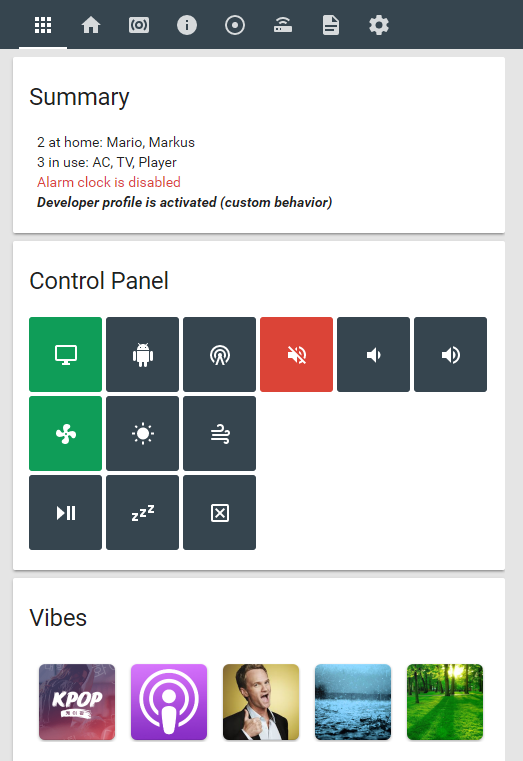 Summary
2 at home: Mario, Markus
3 in use: AC, TV, Player
Alarm clock is disabled
Developer profile is activated (custom behavior)
Control Panel
zzz
Vibes
KPOP